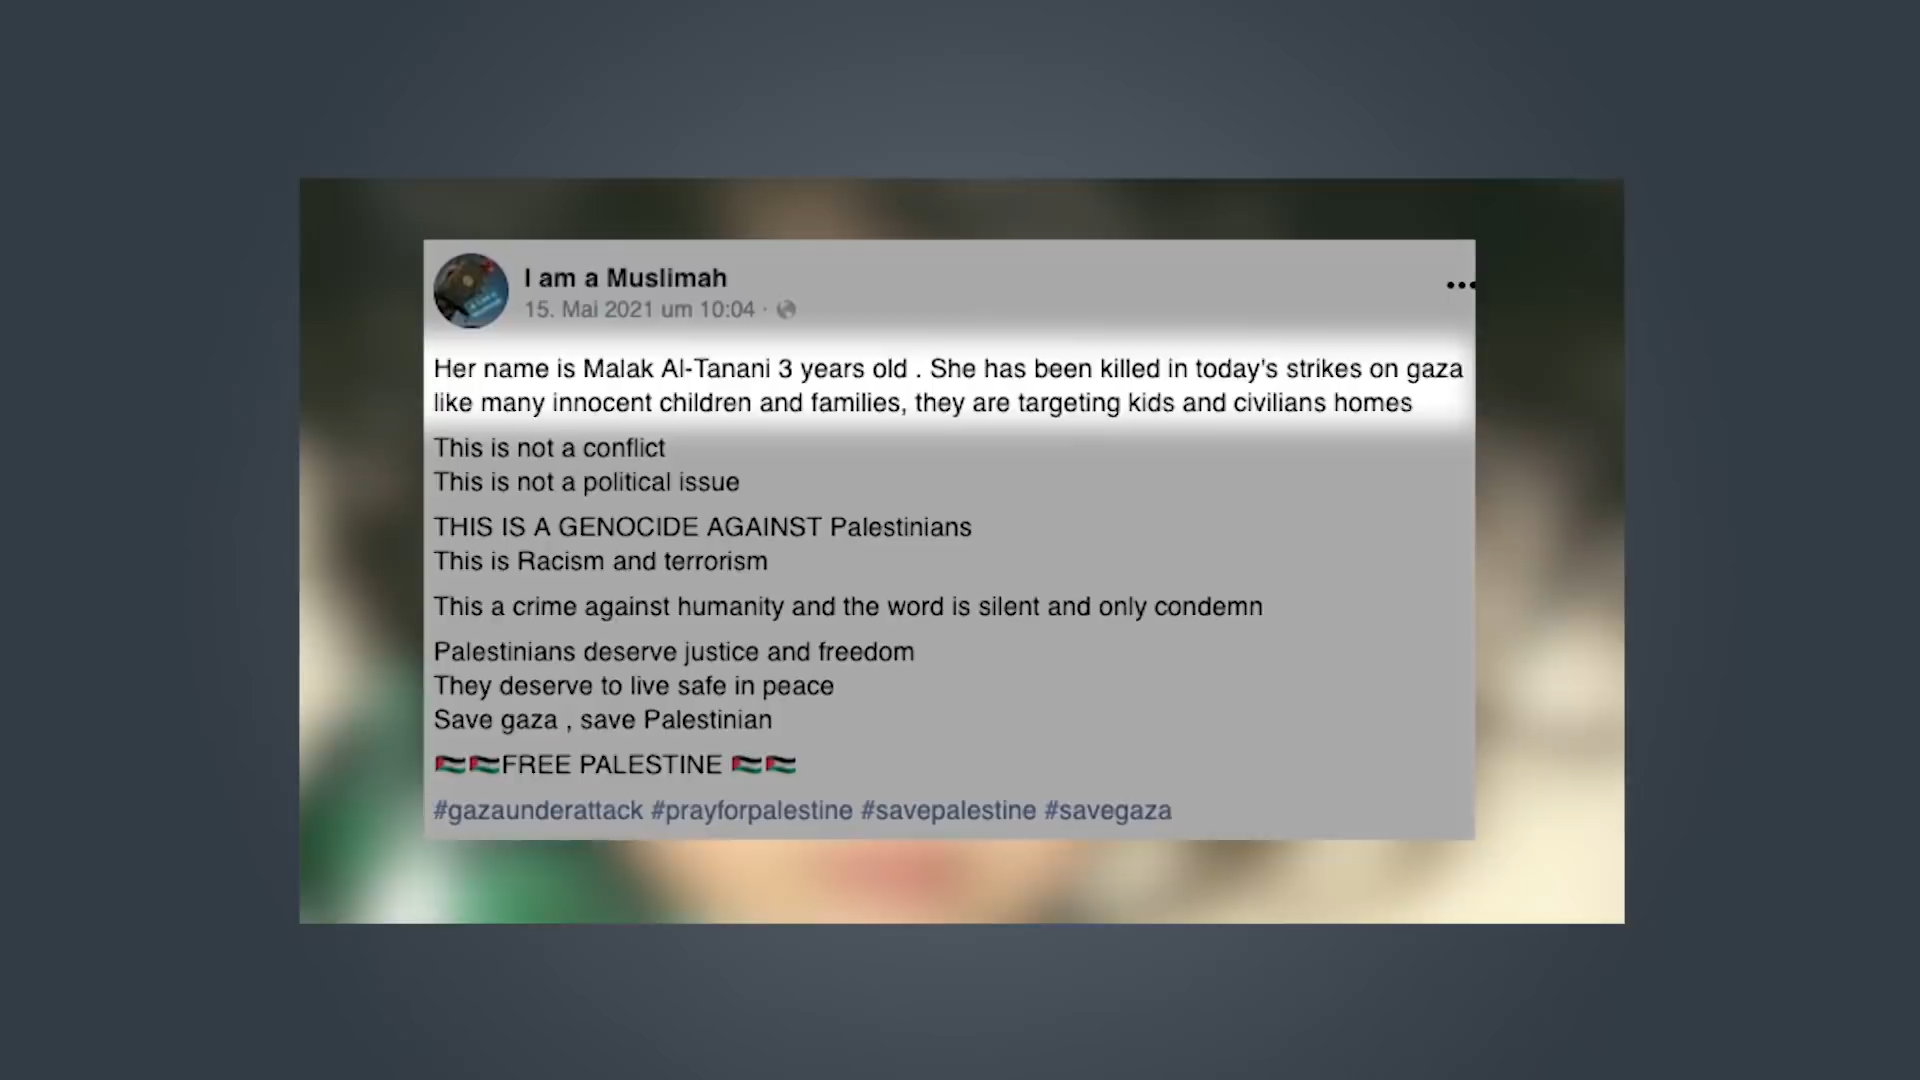 I am a Muslimah
15. Mai 2021 um 10:04 ·
Her name is Malak Al-Tanani 3 years old . She has been killed in today's strikes on gaza
like many innocent children and families, they are targeting kids and civilians homes
This is not a conflict
This is not a political issue
THIS IS A GENOCIDE AGAINST Palestinians
This is Racism and terrorism
This a crime against humanity and the word is silent and only condemn
Palestinians deserve justice and freedom
They deserve to live safe in peace
Save gaza , save Palestinian
🇵🇸🇵🇸FREE PALESTINE 🇵🇸🇵🇸
#gazaunderattack #prayforpalestine #savepalestine #savegaza